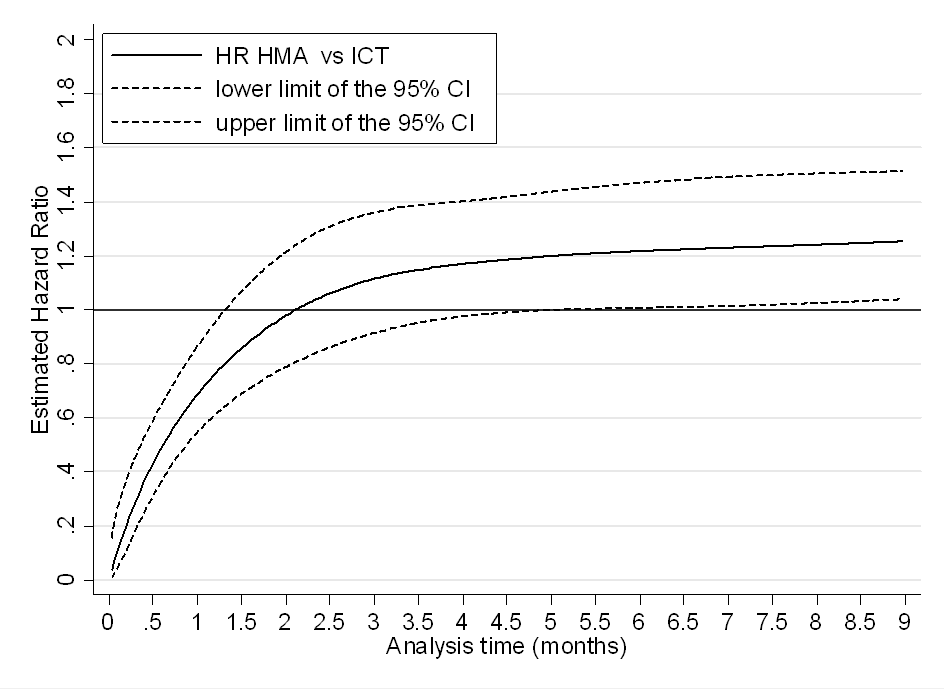 HR HMA  vs ICT
lower limit of the 95% CI
upper limit of the 95% CI
Estimated Hazard Ratio
2
1.8
1.6
1.4
1.2
1
.8
.6
.4
.2
0
0 .5 1 1.5 2 2.5 3 3.5 4 4.5 5 5.5 6 6.5 7 7.5 8 8.5 9
Analysis time (months)